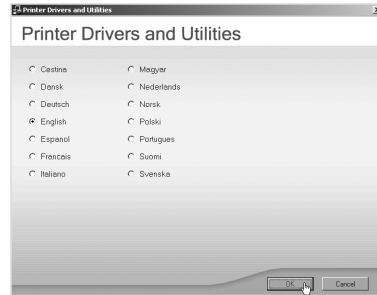 Printer Drivers and Utilities
Printer Drivers and Utilities
Cestina
Dansk
Deutsch
English
Espanol
Francais
Italiano
Magyar
Nederlands
Norsk
Polski
Portugues
Suomi
Svenska
OK
Cancel